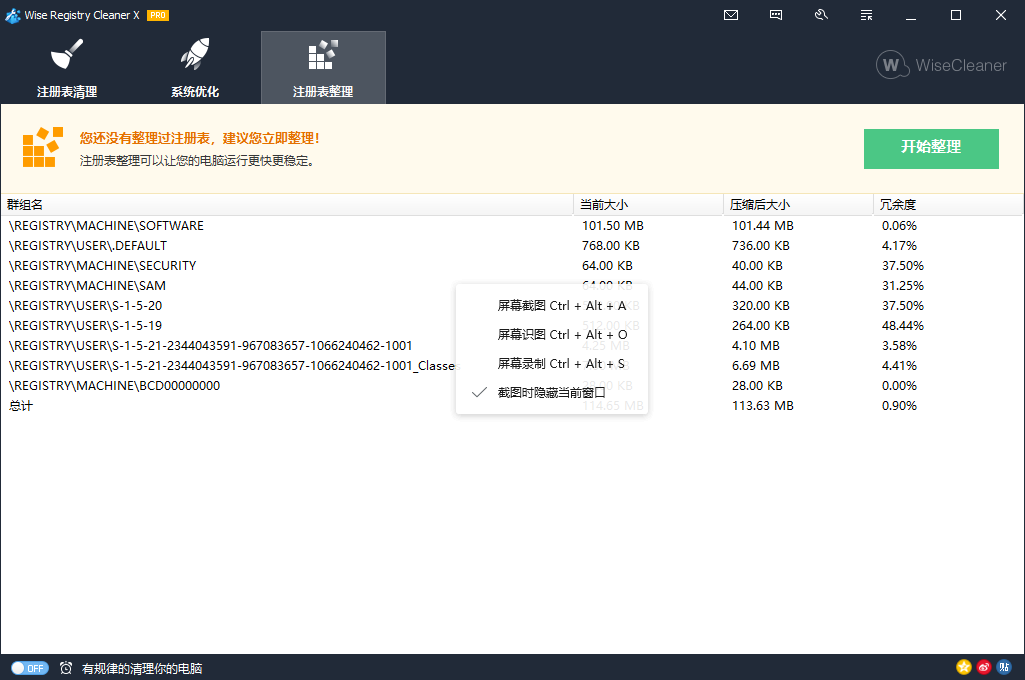 Wise Registry Cleaner X PRO
注册表清理 系统优化 注册表整理
W WiseCleaner
您还没有整理过注册表，建议您立即整理！
注册表整理可以让您的电脑运行更快更稳定。
开始整理
群组名 当前大小 压缩后大小 冗余度
\REGISTRY\MACHINE\SOFTWARE 101.50 MB 101.44 MB 0.06%
\REGISTRY\USER\.DEFAULT 768.00 KB 736.00 KB 4.17%
\REGISTRY\MACHINE\SECURITY 64.00 KB 40.00 KB 37.50%
\REGISTRY\MACHINE\SAM 64.00 KB 44.00 KB 31.25%
\REGISTRY\USER\S-1-5-20 KB 320.00 KB 37.50%
\REGISTRY\USER\S-1-5-19 512.00 KB 264.00 KB 48.44%
\REGISTRY\USER\S-1-5-21-2344043591-967083657-1066240462-1001 4.25 MB 4.10 MB 3.58%
\REGISTRY\USER\S-1-5-21-2344043591-967083657-1066240462-1001_Classe 6.69 MB 4.41%
\REGISTRY\MACHINE\BCD00000000 28.00 KB 28.00 KB 0.00%
总计 114.65 MB 113.63 MB 0.90%
屏幕截图 Ctrl + Alt + A
屏幕识图 Ctrl + Alt + O
屏幕录制 Ctrl + Alt + S
截图时隐藏当前窗口
OFF 有规律的清理你的电脑 贴